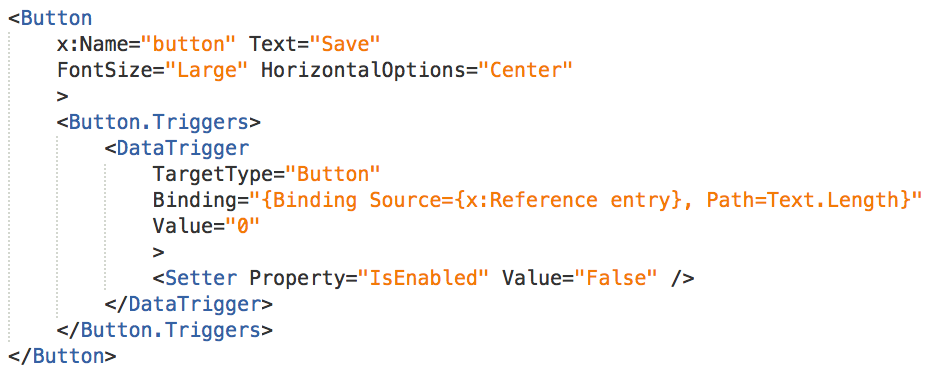 <Button
    x:Name="button" Text="Save"
    FontSize="Large" HorizontalOptions="Center"
    >
    <Button.Triggers>
        <DataTrigger
            TargetType="Button"
            Binding="{Binding Source={x:Reference entry}, Path=Text.Length}"
            Value="0"
            >
            <Setter Property="IsEnabled" Value="False" />
        </DataTrigger>
    </Button.Triggers>
</Button>